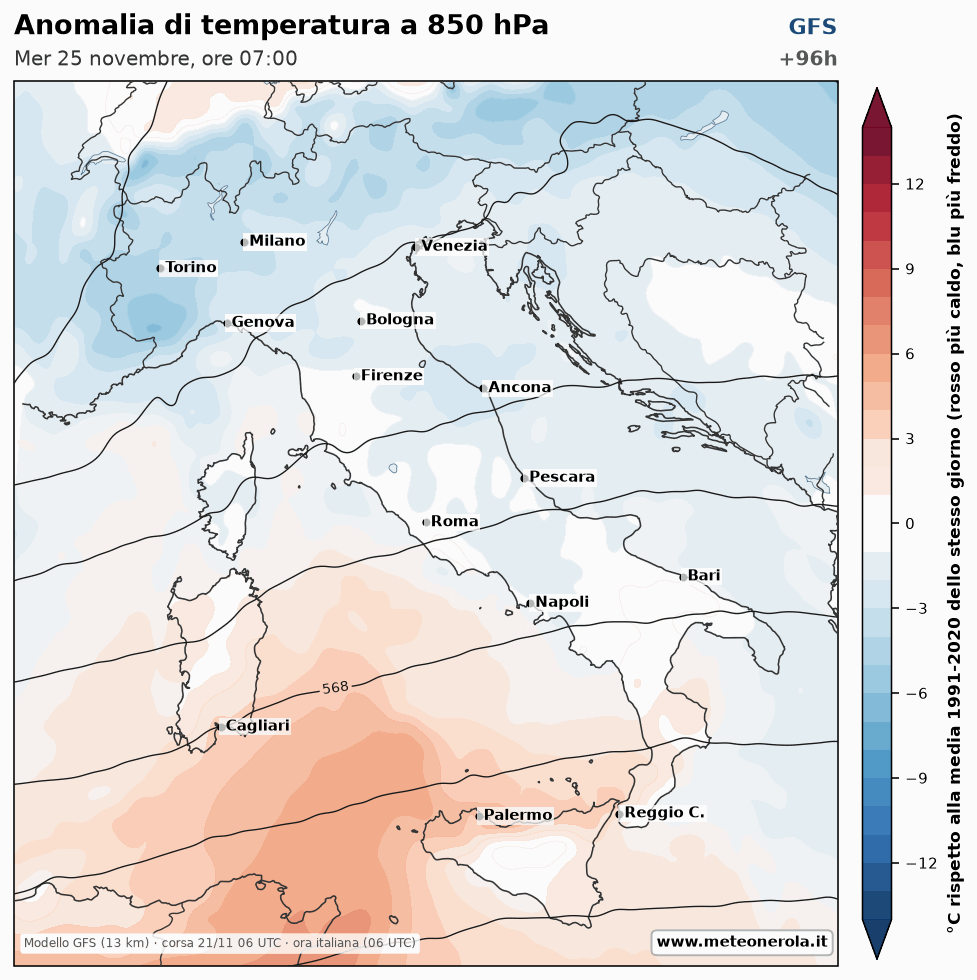 Anomalia di temperatura a 850 hPa
GFS
Mer 25 novembre, ore 07:00
+96h
Milano
Venezia
Torino
Genova
Bologna
Firenze
Ancona
Pescara
Roma
Bari
Napoli
568
Cagliari
Palermo
Reggio C.
Modello GFS (13 km) · corsa 21/11 06 UTC · ora italiana (06 UTC)
www.meteonerola.it
12
9
6
3
0
−3
−6
−9
−12
°C rispetto alla media 1991-2020 dello stesso giorno (rosso più caldo, blu più freddo)